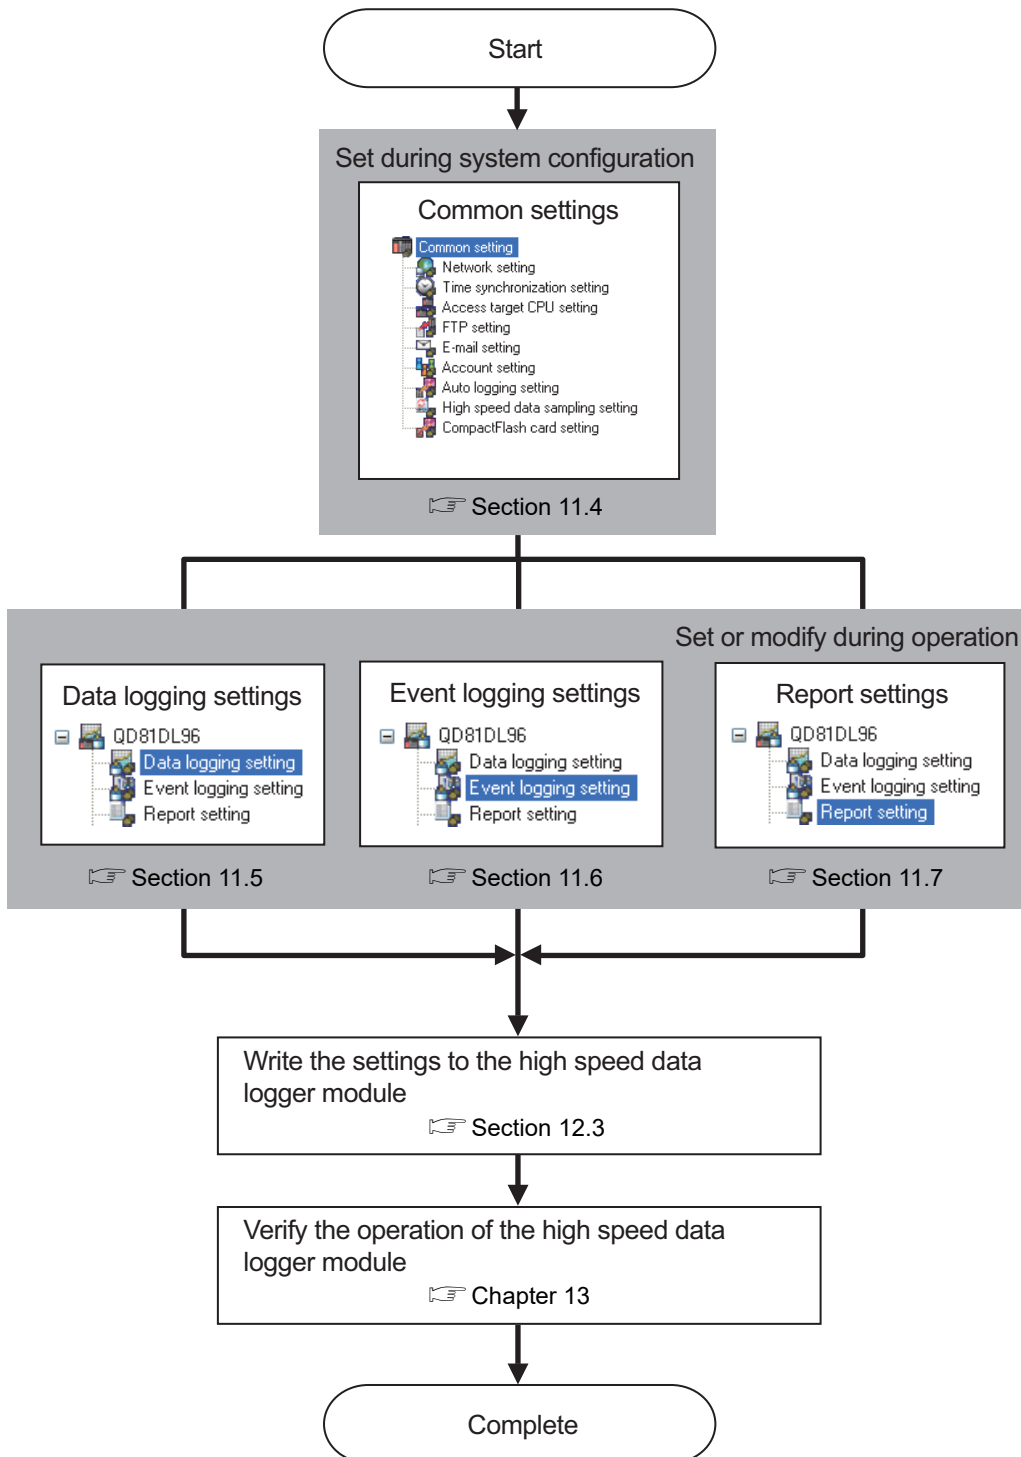 Start
Set during system configuration
Common settings
Common setting
Network setting
Time synchronization setting
Access target CPU setting
FTP setting
E-mail setting
Account setting
Auto logging setting
High speed data sampling setting
CompactFlash card setting
☞ Section 11.4
Set or modify during operation
Data logging settings
QD81DL96
Data logging setting
Event logging setting
Report setting
☞ Section 11.5
Event logging settings
QD81DL96
Data logging setting
Event logging setting
Report setting
☞ Section 11.6
Report settings
QD81DL96
Data logging setting
Event logging setting
Report setting
☞ Section 11.7
Write the settings to the high speed data
logger module
☞ Section 12.3
Verify the operation of the high speed data
logger module
☞ Chapter 13
Complete